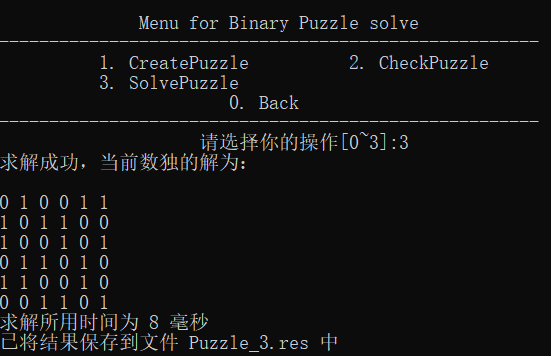 Menu for Binary Puzzle solve
-----------------------------------------------------
1. CreatePuzzle 2. CheckPuzzle
3. SolvePuzzle
0. Back
-----------------------------------------------------
请选择你的操作[0~3]:3
求解成功，当前数独的解为：
0 1 0 0 1 1
1 0 1 1 0 0
1 0 0 1 0 1
0 1 1 0 1 0
1 1 0 0 1 0
0 0 1 1 0 1
求解所用时间为 8 毫秒
已将结果保存到文件 Puzzle_3.res 中